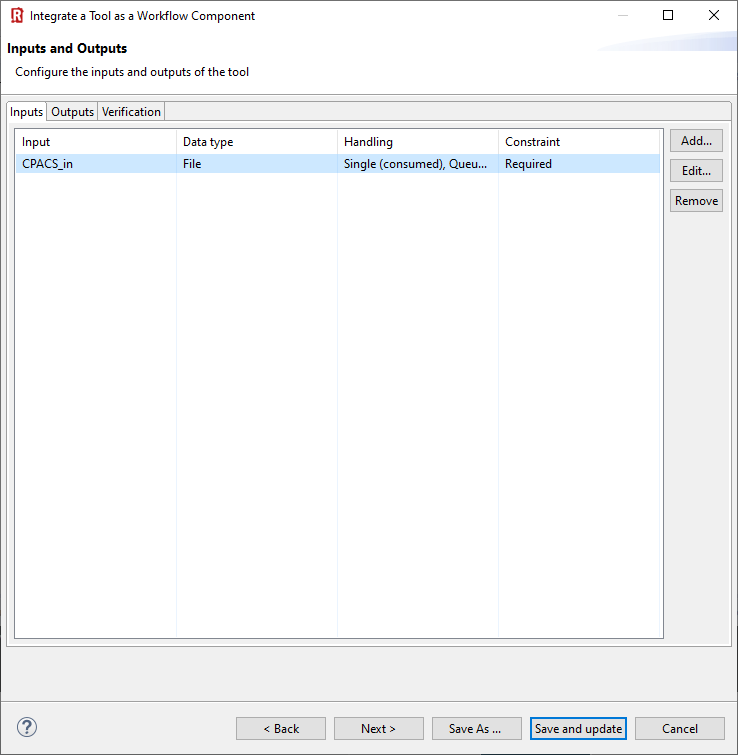 Integrate a Tool as a Workflow Component
Inputs and Outputs
Configure the inputs and outputs of the tool
Inputs Outputs Verification
Input Data type Handling Constraint
CPACS_in File Single (consumed), Queu... Required
Add...
Edit...
Remove
? < Back Next > Save As ... Save and update Cancel